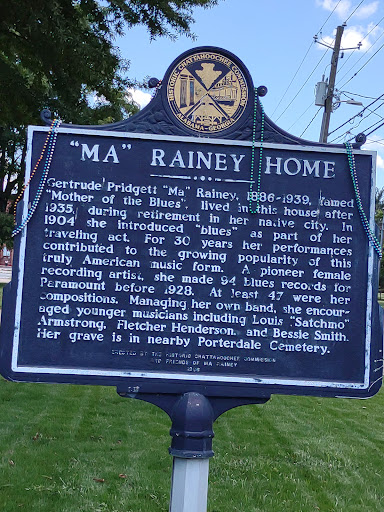 HISTORIC CHATTAHOOCHEE COMMISSION
ALABAMA-GEORGIA
"MA" RAINEY HOME
Gertrude Pridgett "Ma" Rainey, 1886-1939, famed
"Mother of the Blues", lived in this house after
1935, during retirement in her native city. In
1904 she introduced "blues" as part of her
traveling act. For 30 years her performances
contributed to the growing popularity of this
truly American music form. A pioneer female
recording artist, she made 94 blues records for
Paramount before 1928. At least 47 were her
compositions. Managing her own band, she encour-
aged younger musicians including Louis "Satchmo"
Armstrong, Fletcher Henderson, and Bessie Smith.
Her grave is in nearby Porterdale Cemetery.
ERECTED BY THE HISTORIC CHATTAHOOCHEE COMMISSION
AND FRIENDS OF MA RAINEY